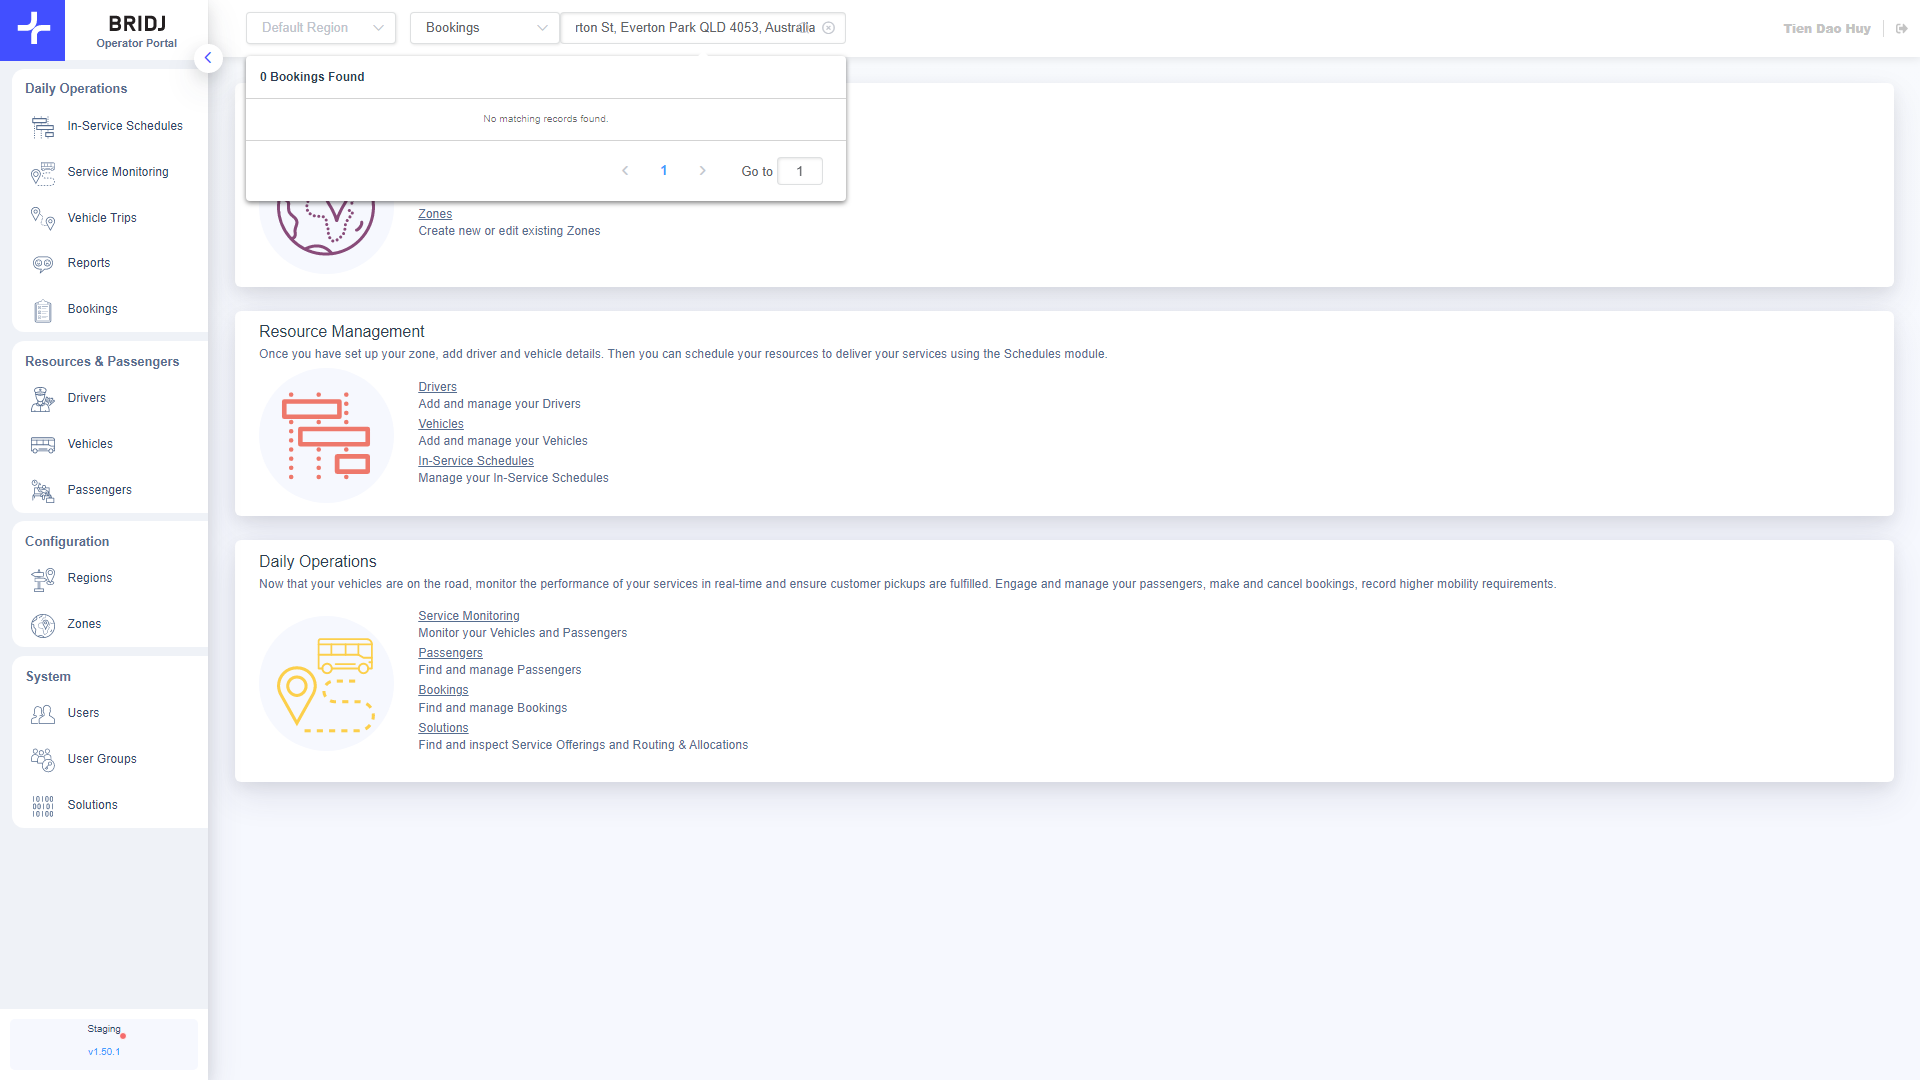 BRIDJ
Operator Portal
Default Region
Bookings
rton St, Everton Park QLD 4053, Australia
Tien Dao Huy
0 Bookings Found
No matching records found.
1
Go to
1
Daily Operations
In-Service Schedules
Service Monitoring
Vehicle Trips
Reports
Bookings
Resources & Passengers
Drivers
Vehicles
Passengers
Configuration
Regions
Zones
System
Users
User Groups
10100
00101
10100
Solutions
Staging
v1.50.1
Zones
Create new or edit existing Zones
Resource Management
Once you have set up your zone, add driver and vehicle details. Then you can schedule your resources to deliver your services using the Schedules module.
Drivers
Add and manage your Drivers
Vehicles
Add and manage your Vehicles
In-Service Schedules
Manage your In-Service Schedules
Daily Operations
Now that your vehicles are on the road, monitor the performance of your services in real-time and ensure customer pickups are fulfilled. Engage and manage your passengers, make and cancel bookings, record higher mobility requirements.
Service Monitoring
Monitor your Vehicles and Passengers
Passengers
Find and manage Passengers
Bookings
Find and manage Bookings
Solutions
Find and inspect Service Offerings and Routing & Allocations